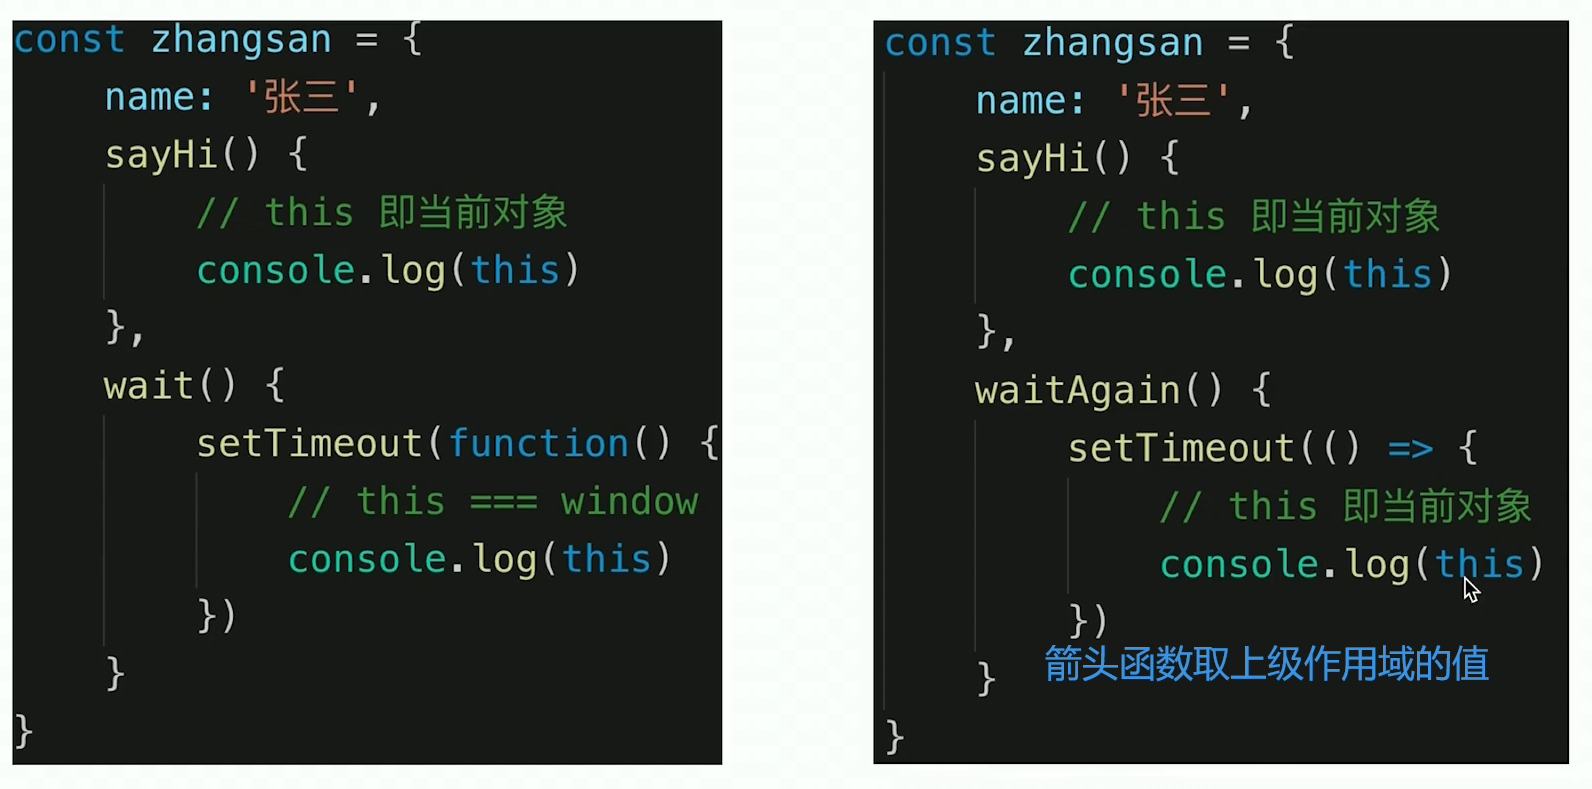 const zhangsan = {
    name: '张三',
    sayHi() {
        // this 即当前对象
        console.log(this)
    },
    wait() {
        setTimeout(function() {
            // this === window
            console.log(this)
        })
    }
}
const zhangsan = {
    name: '张三',
    sayHi() {
        // this 即当前对象
        console.log(this)
    },
    waitAgain() {
        setTimeout(() => {
            // this 即当前对象
            console.log(this)
        })
    }
箭头函数取上级作用域的值
}